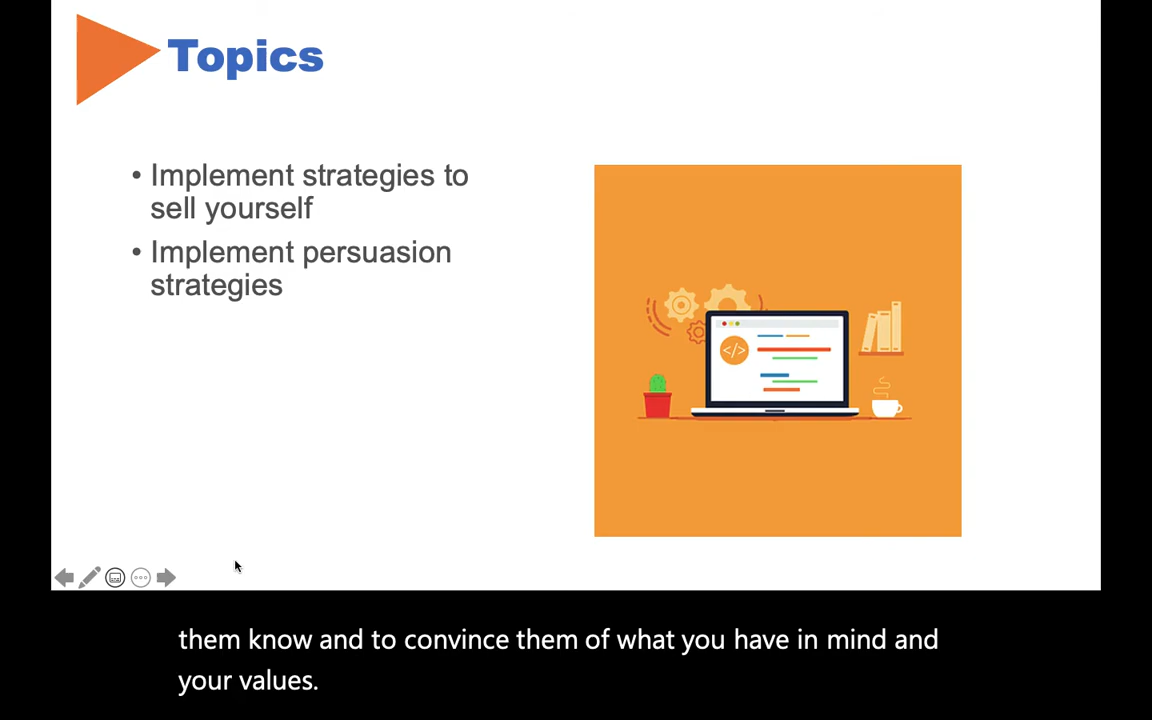 Topics
• Implement strategies to
sell yourself
• Implement persuasion
strategies
</>
them know and to convince them of what you have in mind and
your values.